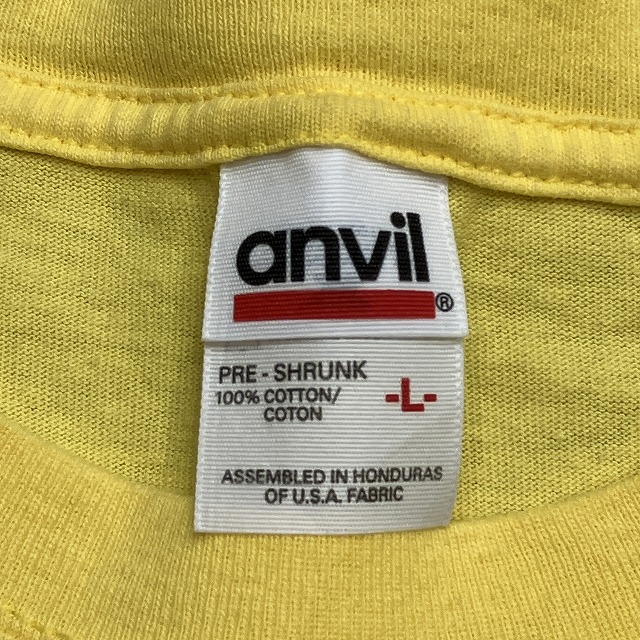 anvil®
PRE - SHRUNK
100% COTTON/
COTON
-L-
ASSEMBLED IN HONDURAS
OF U.S.A. FABRIC